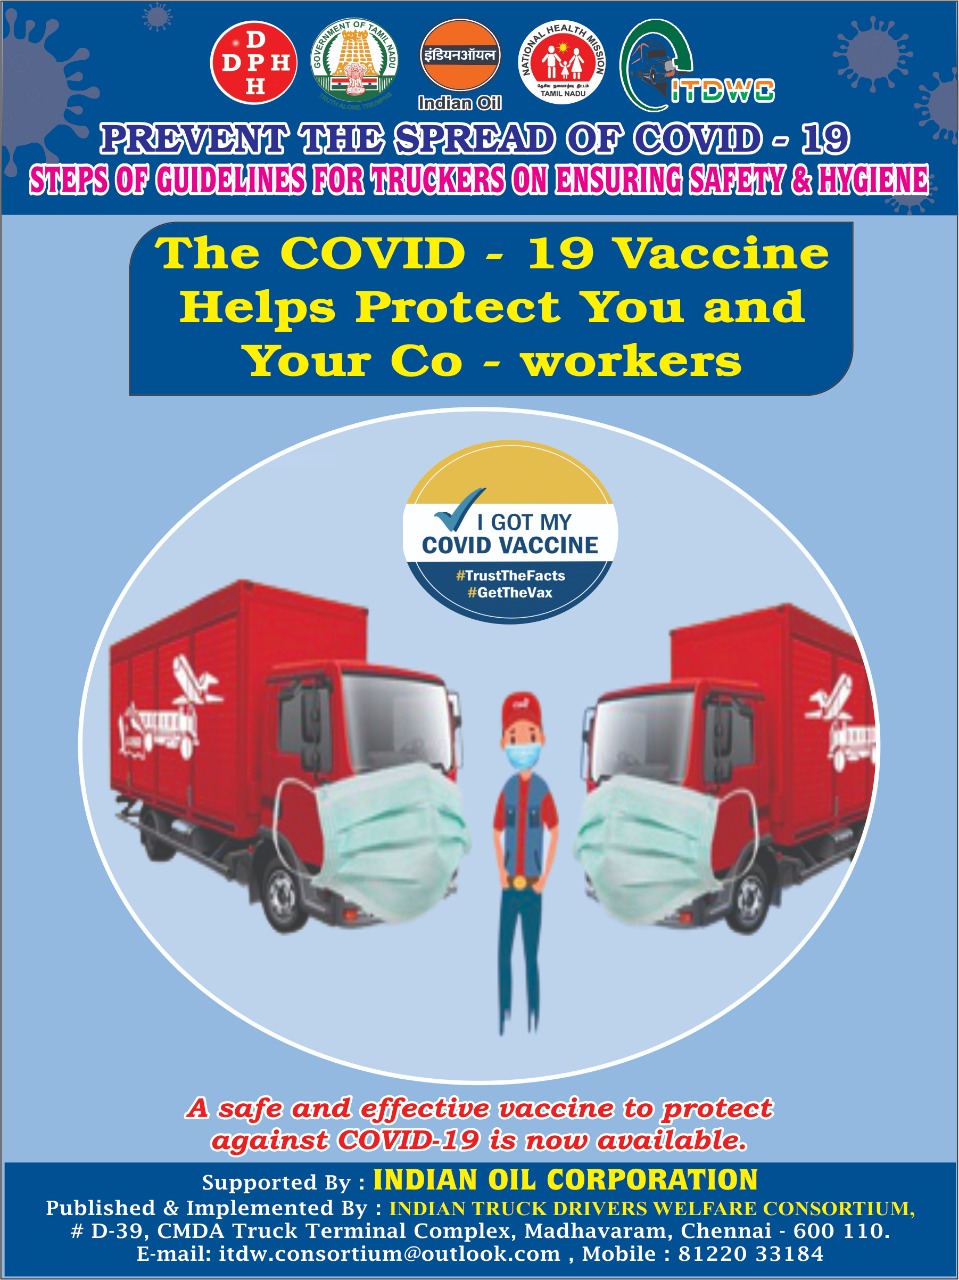 D
D P H
H
GOVERNMENT OF TAMIL NADU
TRUTH ALONE TRIUMPHS
इंडियनऑयल
Indian Oil
NATIONAL HEALTH MISSION
TAMIL NADU
ITDWC
PREVENT THE SPREAD OF COVID - 19
STEPS OF GUIDELINES FOR TRUCKERS ON ENSURING SAFETY & HYGIENE
The COVID - 19 Vaccine
Helps Protect You and
Your Co - workers
I GOT MY
COVID VACCINE
#TrustTheFacts
#GetTheVax
A safe and effective vaccine to protect
against COVID-19 is now available.
Supported By : INDIAN OIL CORPORATION
Published & Implemented By : INDIAN TRUCK DRIVERS WELFARE CONSORTIUM,
# D-39, CMDA Truck Terminal Complex, Madhavaram, Chennai - 600 110.
E-mail: itdw.consortium@outlook.com , Mobile : 81220 33184